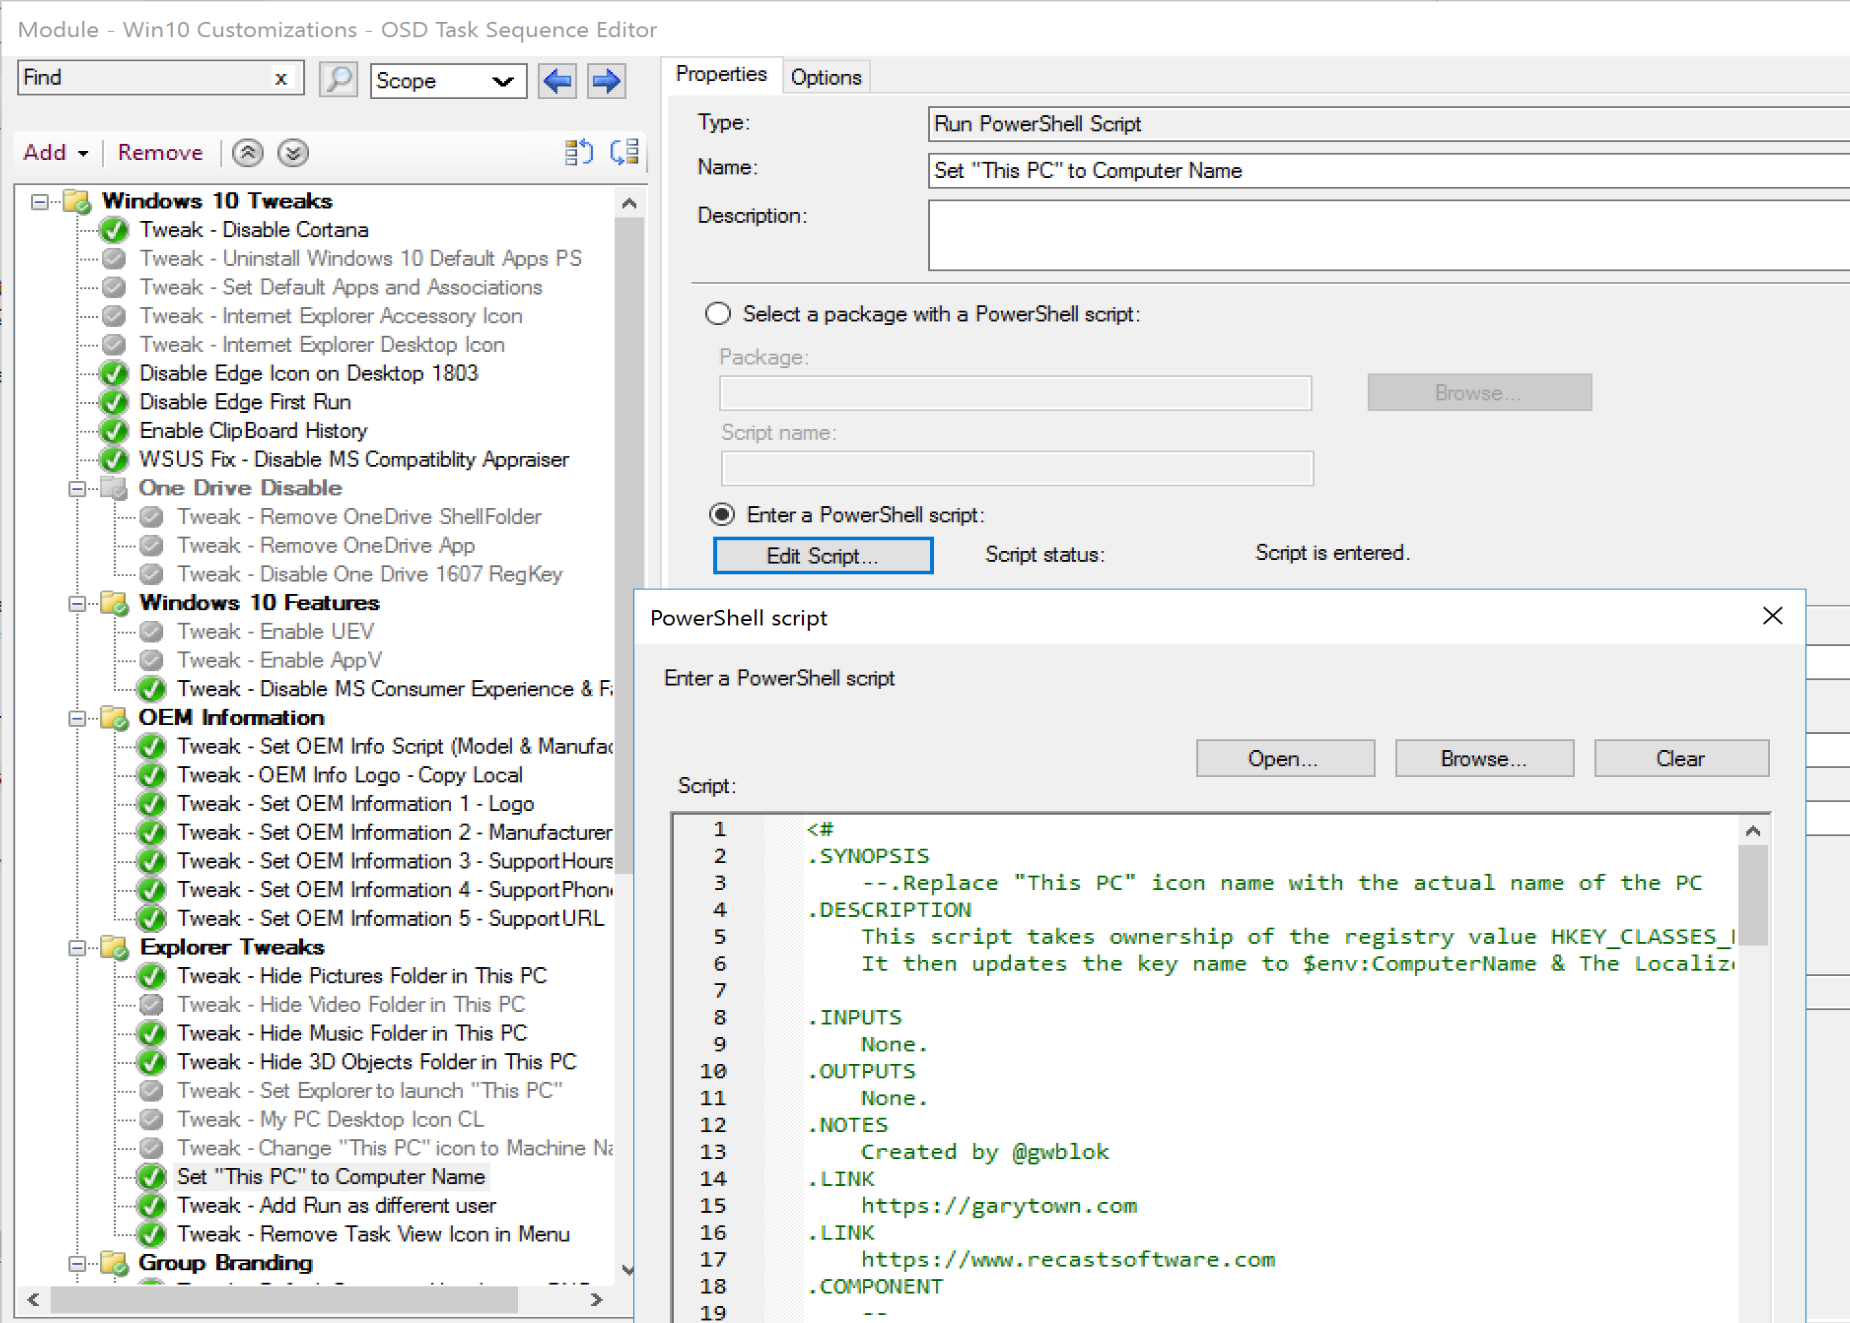 Module - Win10 Customizations - OSD Task Sequence Editor
Find x
Scope
Add Remove
Windows 10 Tweaks
Tweak - Disable Cortana
Tweak - Uninstall Windows 10 Default Apps PS
Tweak - Set Default Apps and Associations
Tweak - Internet Explorer Accessory Icon
Tweak - Internet Explorer Desktop Icon
Disable Edge Icon on Desktop 1803
Disable Edge First Run
Enable ClipBoard History
WSUS Fix - Disable MS Compatiblity Appraiser
One Drive Disable
Tweak - Remove OneDrive ShellFolder
Tweak - Remove OneDrive App
Tweak - Disable One Drive 1607 RegKey
Windows 10 Features
Tweak - Enable UEV
Tweak - Enable AppV
Tweak - Disable MS Consumer Experience &
OEM Information
Tweak - Set OEM Info Script (Model & Manufac
Tweak - OEM Info Logo - Copy Local
Tweak - Set OEM Information 1 - Logo
Tweak - Set OEM Information 2 - Manufacturer
Tweak - Set OEM Information 3 - SupportHours
Tweak - Set OEM Information 4 - SupportPhon
Tweak - Set OEM Information 5 - SupportURL
Explorer Tweaks
Tweak - Hide Pictures Folder in This PC
Tweak - Hide Video Folder in This PC
Tweak - Hide Music Folder in This PC
Tweak - Hide 3D Objects Folder in This PC
Tweak - Set Explorer to launch "This PC"
Tweak - My PC Desktop Icon CL
Tweak - Change "This PC" icon to Machine Na
Set "This PC" to Computer Name
Tweak - Add Run as different user
Tweak - Remove Task View Icon in Menu
Group Branding
Properties Options
Type: Run PowerShell Script
Name: Set "This PC" to Computer Name
Description:
Select a package with a PowerShell script:
Package:
Browse...
Script name:
Enter a PowerShell script:
Edit Script... Script status: Script is entered.
PowerShell script
Enter a PowerShell script
Open... Browse... Clear
Script:
1 <#
2 .SYNOPSIS
3 --.Replace "This PC" icon name with the actual name of the PC
4 .DESCRIPTION
5 This script takes ownership of the registry value HKEY_CLASSES_
6 It then updates the key name to $env:ComputerName & The Localiz
7
8 .INPUTS
9 None.
10 .OUTPUTS
11 None.
12 .NOTES
13 Created by @gwblok
14 .LINK
15 https://garytown.com
16 .LINK
17 https://www.recastsoftware.com
18 .COMPONENT
19 --